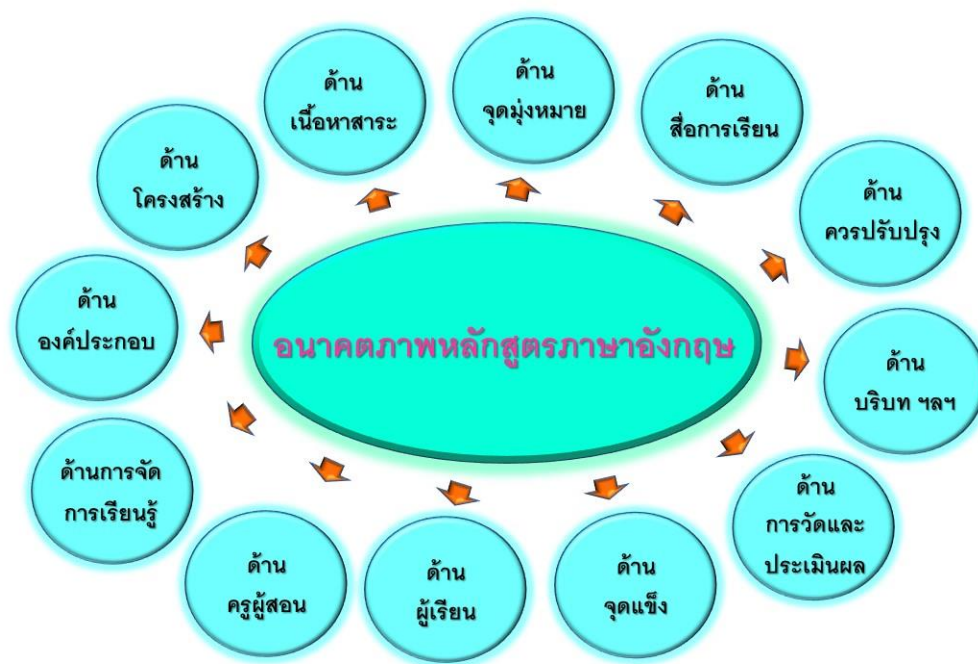 ด้าน
จุดมุ่งหมาย
ด้าน
สื่อการเรียน
ด้าน
ควรปรับปรุง
ด้าน
บริบท ฯลฯ
ด้าน
การวัดและ
ประเมินผล
ด้าน
จุดแข็ง
ด้าน
ผู้เรียน
ด้าน
ครูผู้สอน
ด้านการจัด
การเรียนรู้
ด้าน
องค์ประกอบ
ด้าน
โครงสร้าง
ด้าน
เนื้อหาสาระ
อนาคตภาพหลักสูตรภาษาอังกฤษ